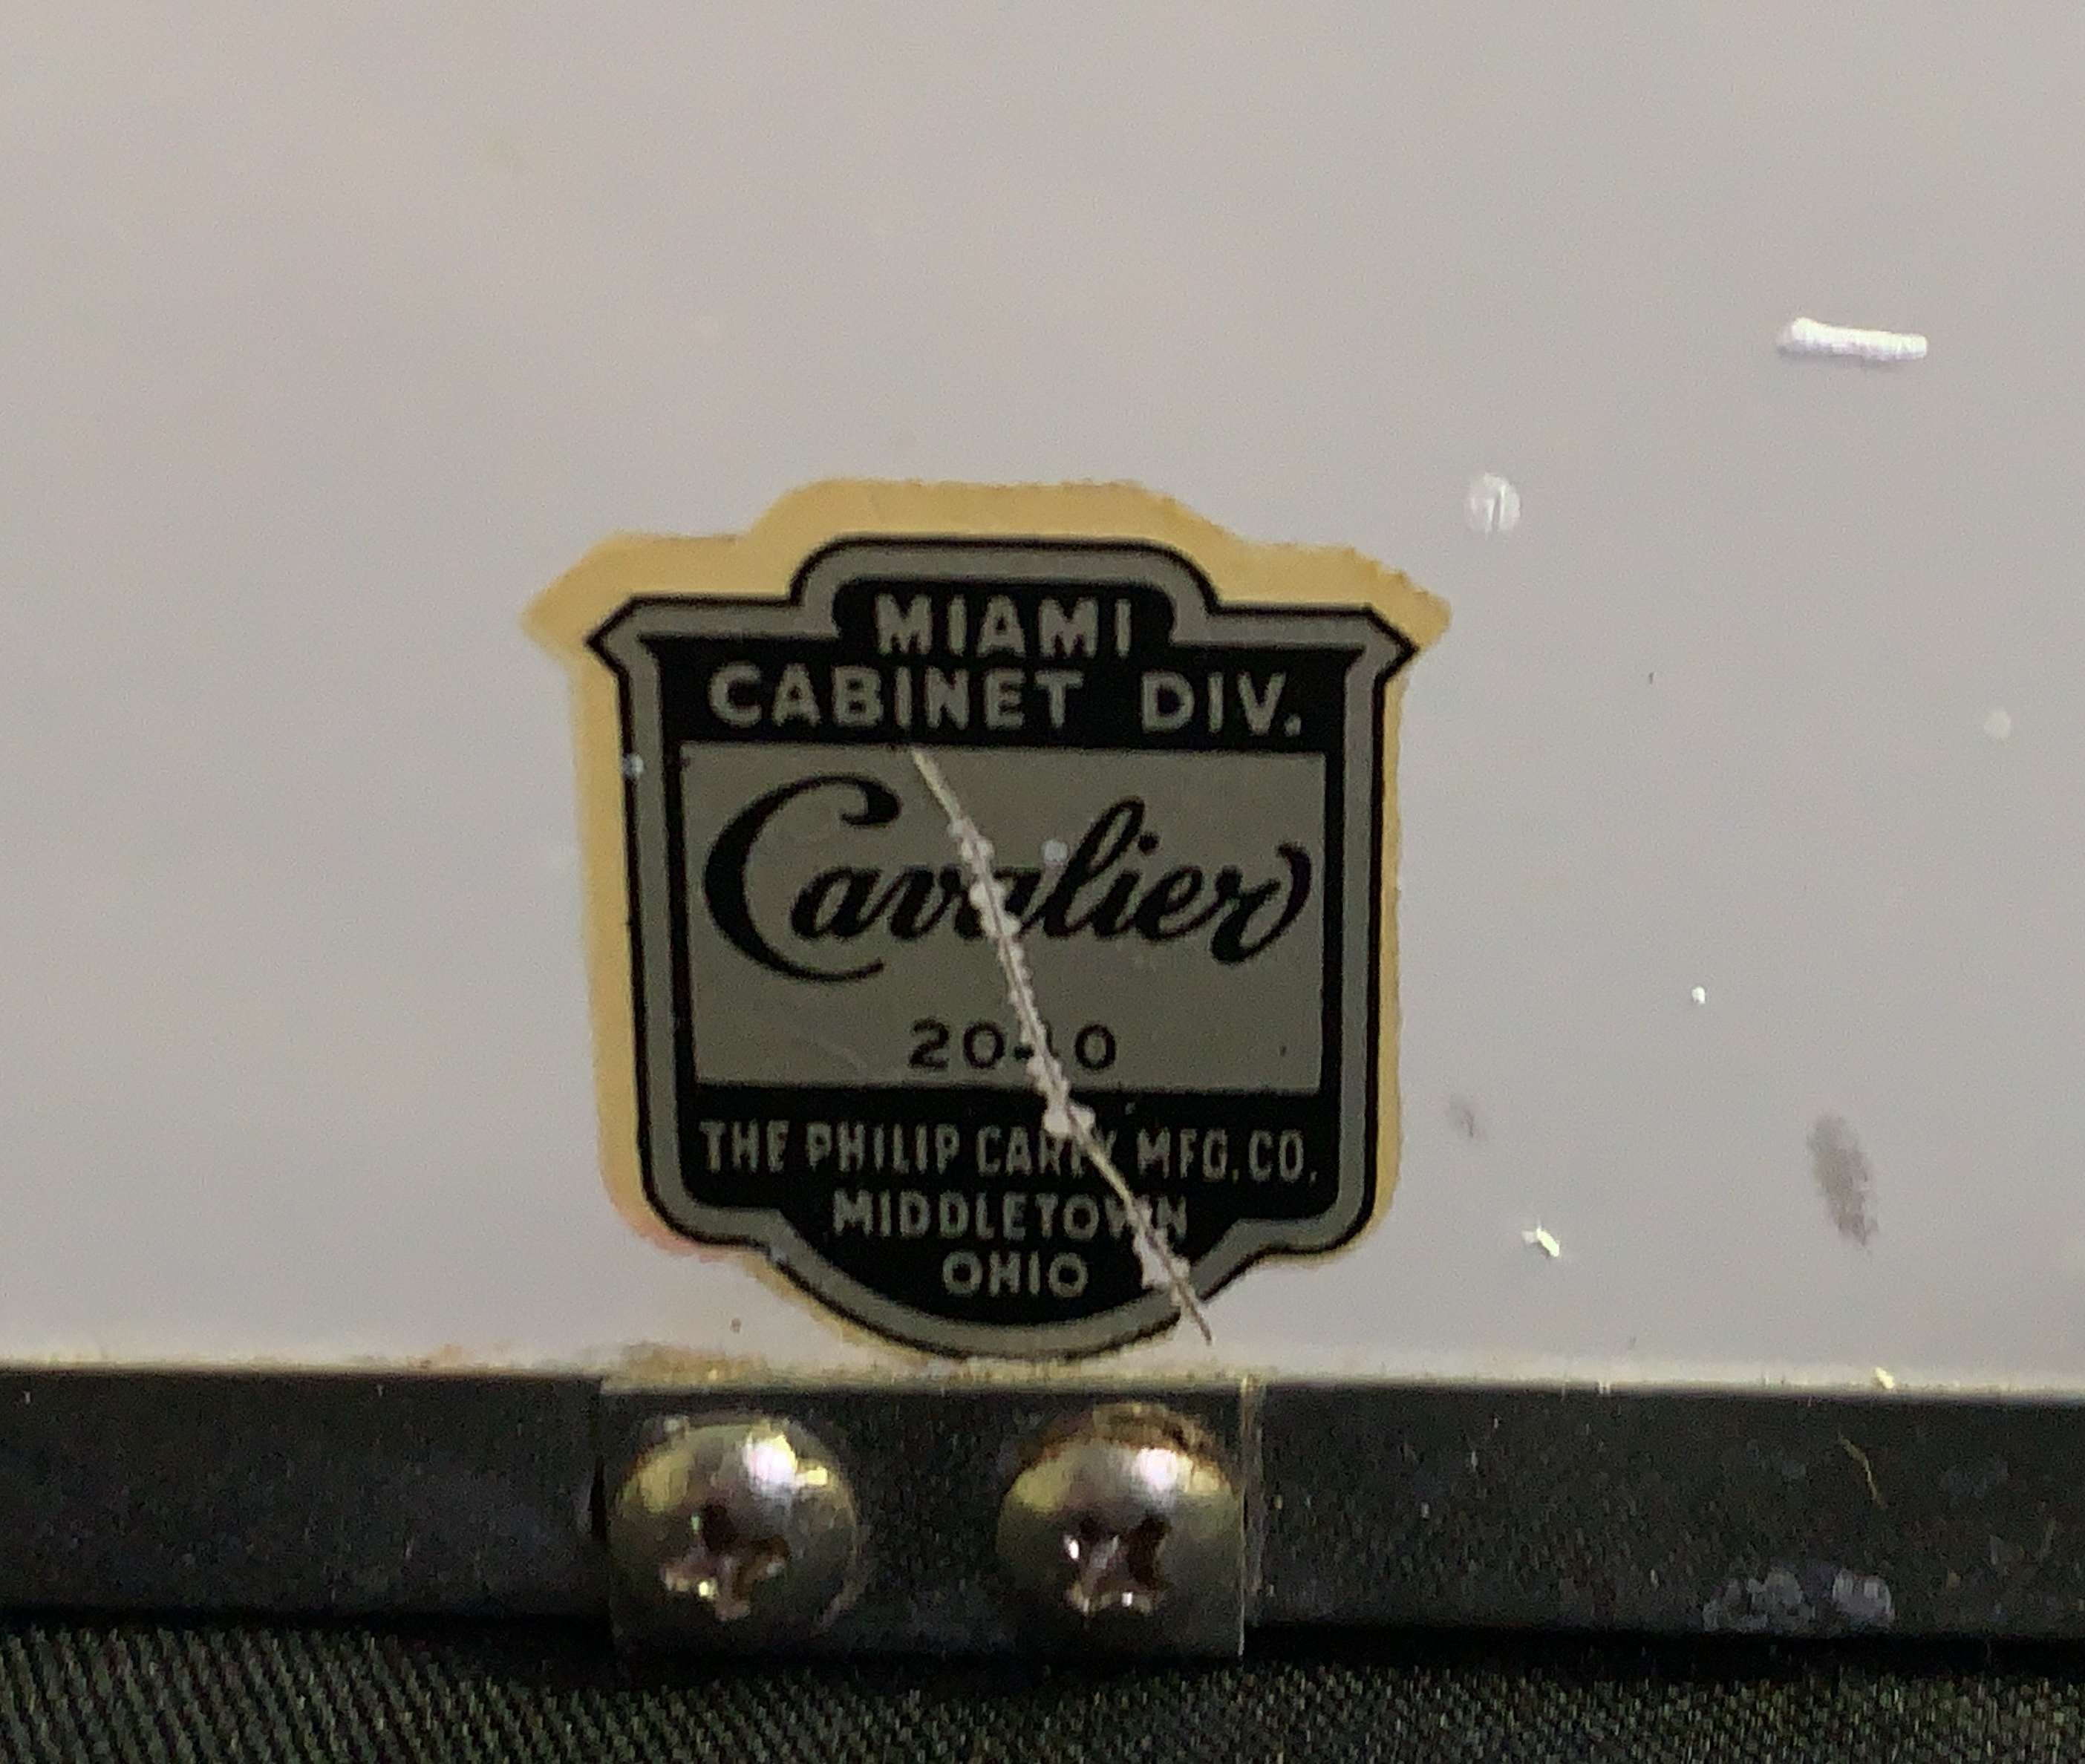 MIAMI
CABINET DIV.
Cavalier
THE PHILIP CAREY MFG. CO.
MIDDLETOWN
OHIO